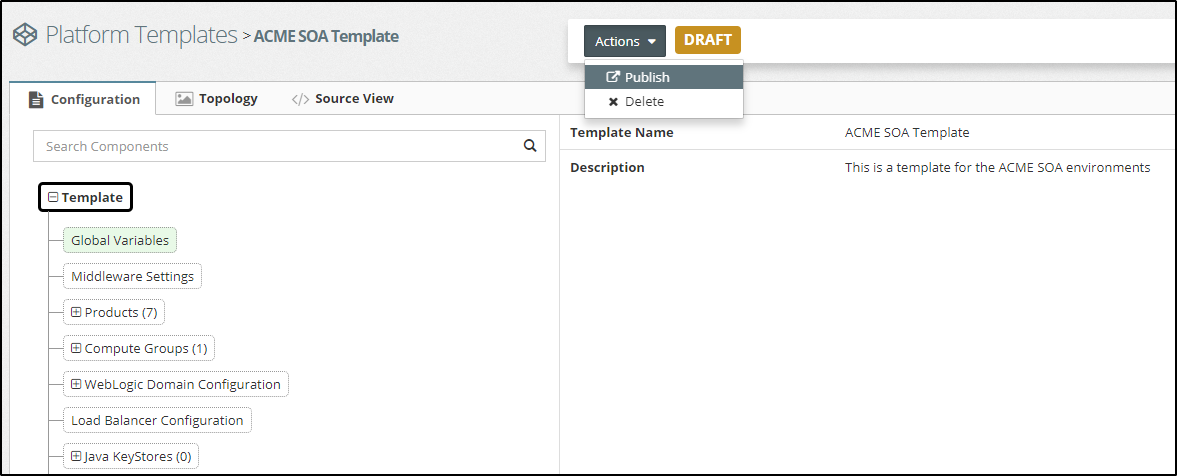 Platform Templates > ACME SOA Template
Actions
DRAFT
Publish
Delete
Configuration
Topology
Source View
Search Components
Template
Global Variables
Middleware Settings
Products (7)
Compute Groups (1)
WebLogic Domain Configuration
Load Balancer Configuration
Java KeyStores (0)
Template Name ACME SOA Template
Description This is a template for the ACME SOA environments